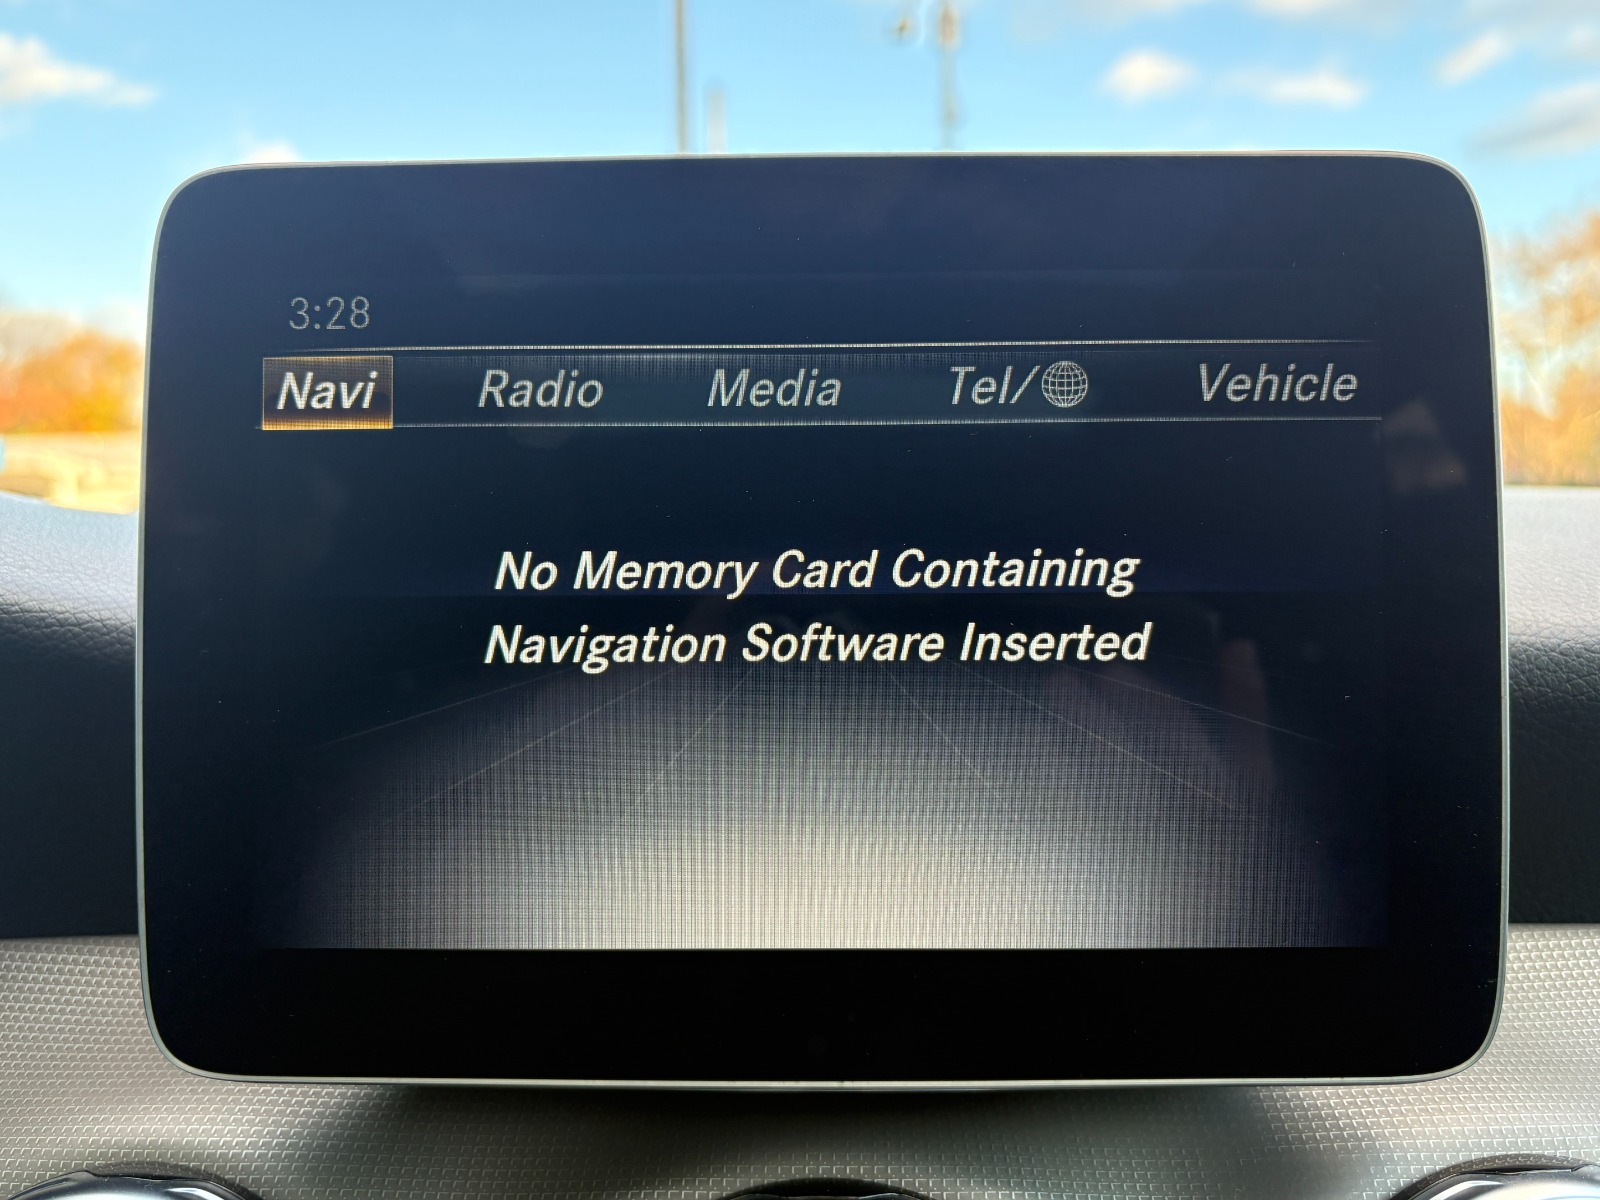 3:28
Navi Radio Media Tel/ Vehicle
No Memory Card Containing
Navigation Software Inserted